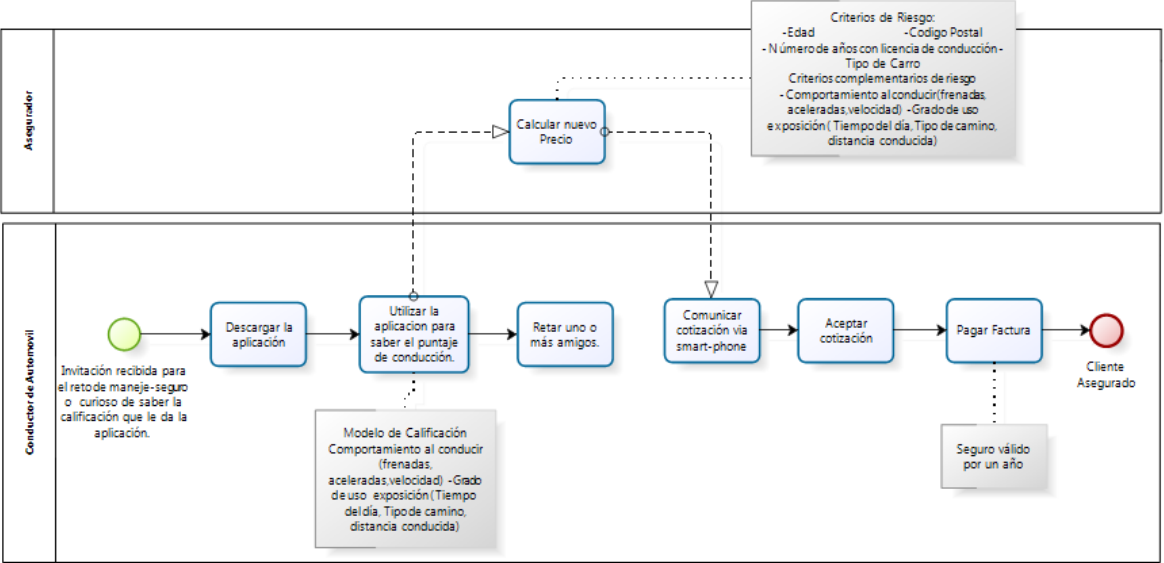 Asegurador
Criterios de Riesgo:
-Edad -Codigo Postal
- Número de años con licencia de conducción -
Tipo de Carro
Criterios complementarios de riesgo
- Comportamiento al conducir(frenadas,
aceleradas,velocidad) -Grado de uso
exposición ( Tiempo del día, Tipo de camino,
distancia conducida)
Calcular nuevo
Precio
Conductor de Automovil
Invitación recibida para
el reto de maneje-seguro
o curioso de saber la
calificación que le da la
aplicación.
Descargar la
aplicación
Utilizar la
aplicacion para
saber el puntaje
de conducción.
Retar uno o
más amigos.
Comunicar
cotización via
smart-phone
Aceptar
cotización
Pagar Factura
Cliente
Asegurado
Modelo de Calificación
Comportamiento al conducir
(frenadas,
aceleradas,velocidad) -Grado
de uso exposición (Tiempo
del día, Tipo de camino,
distancia conducida)
Seguro válido
por un año